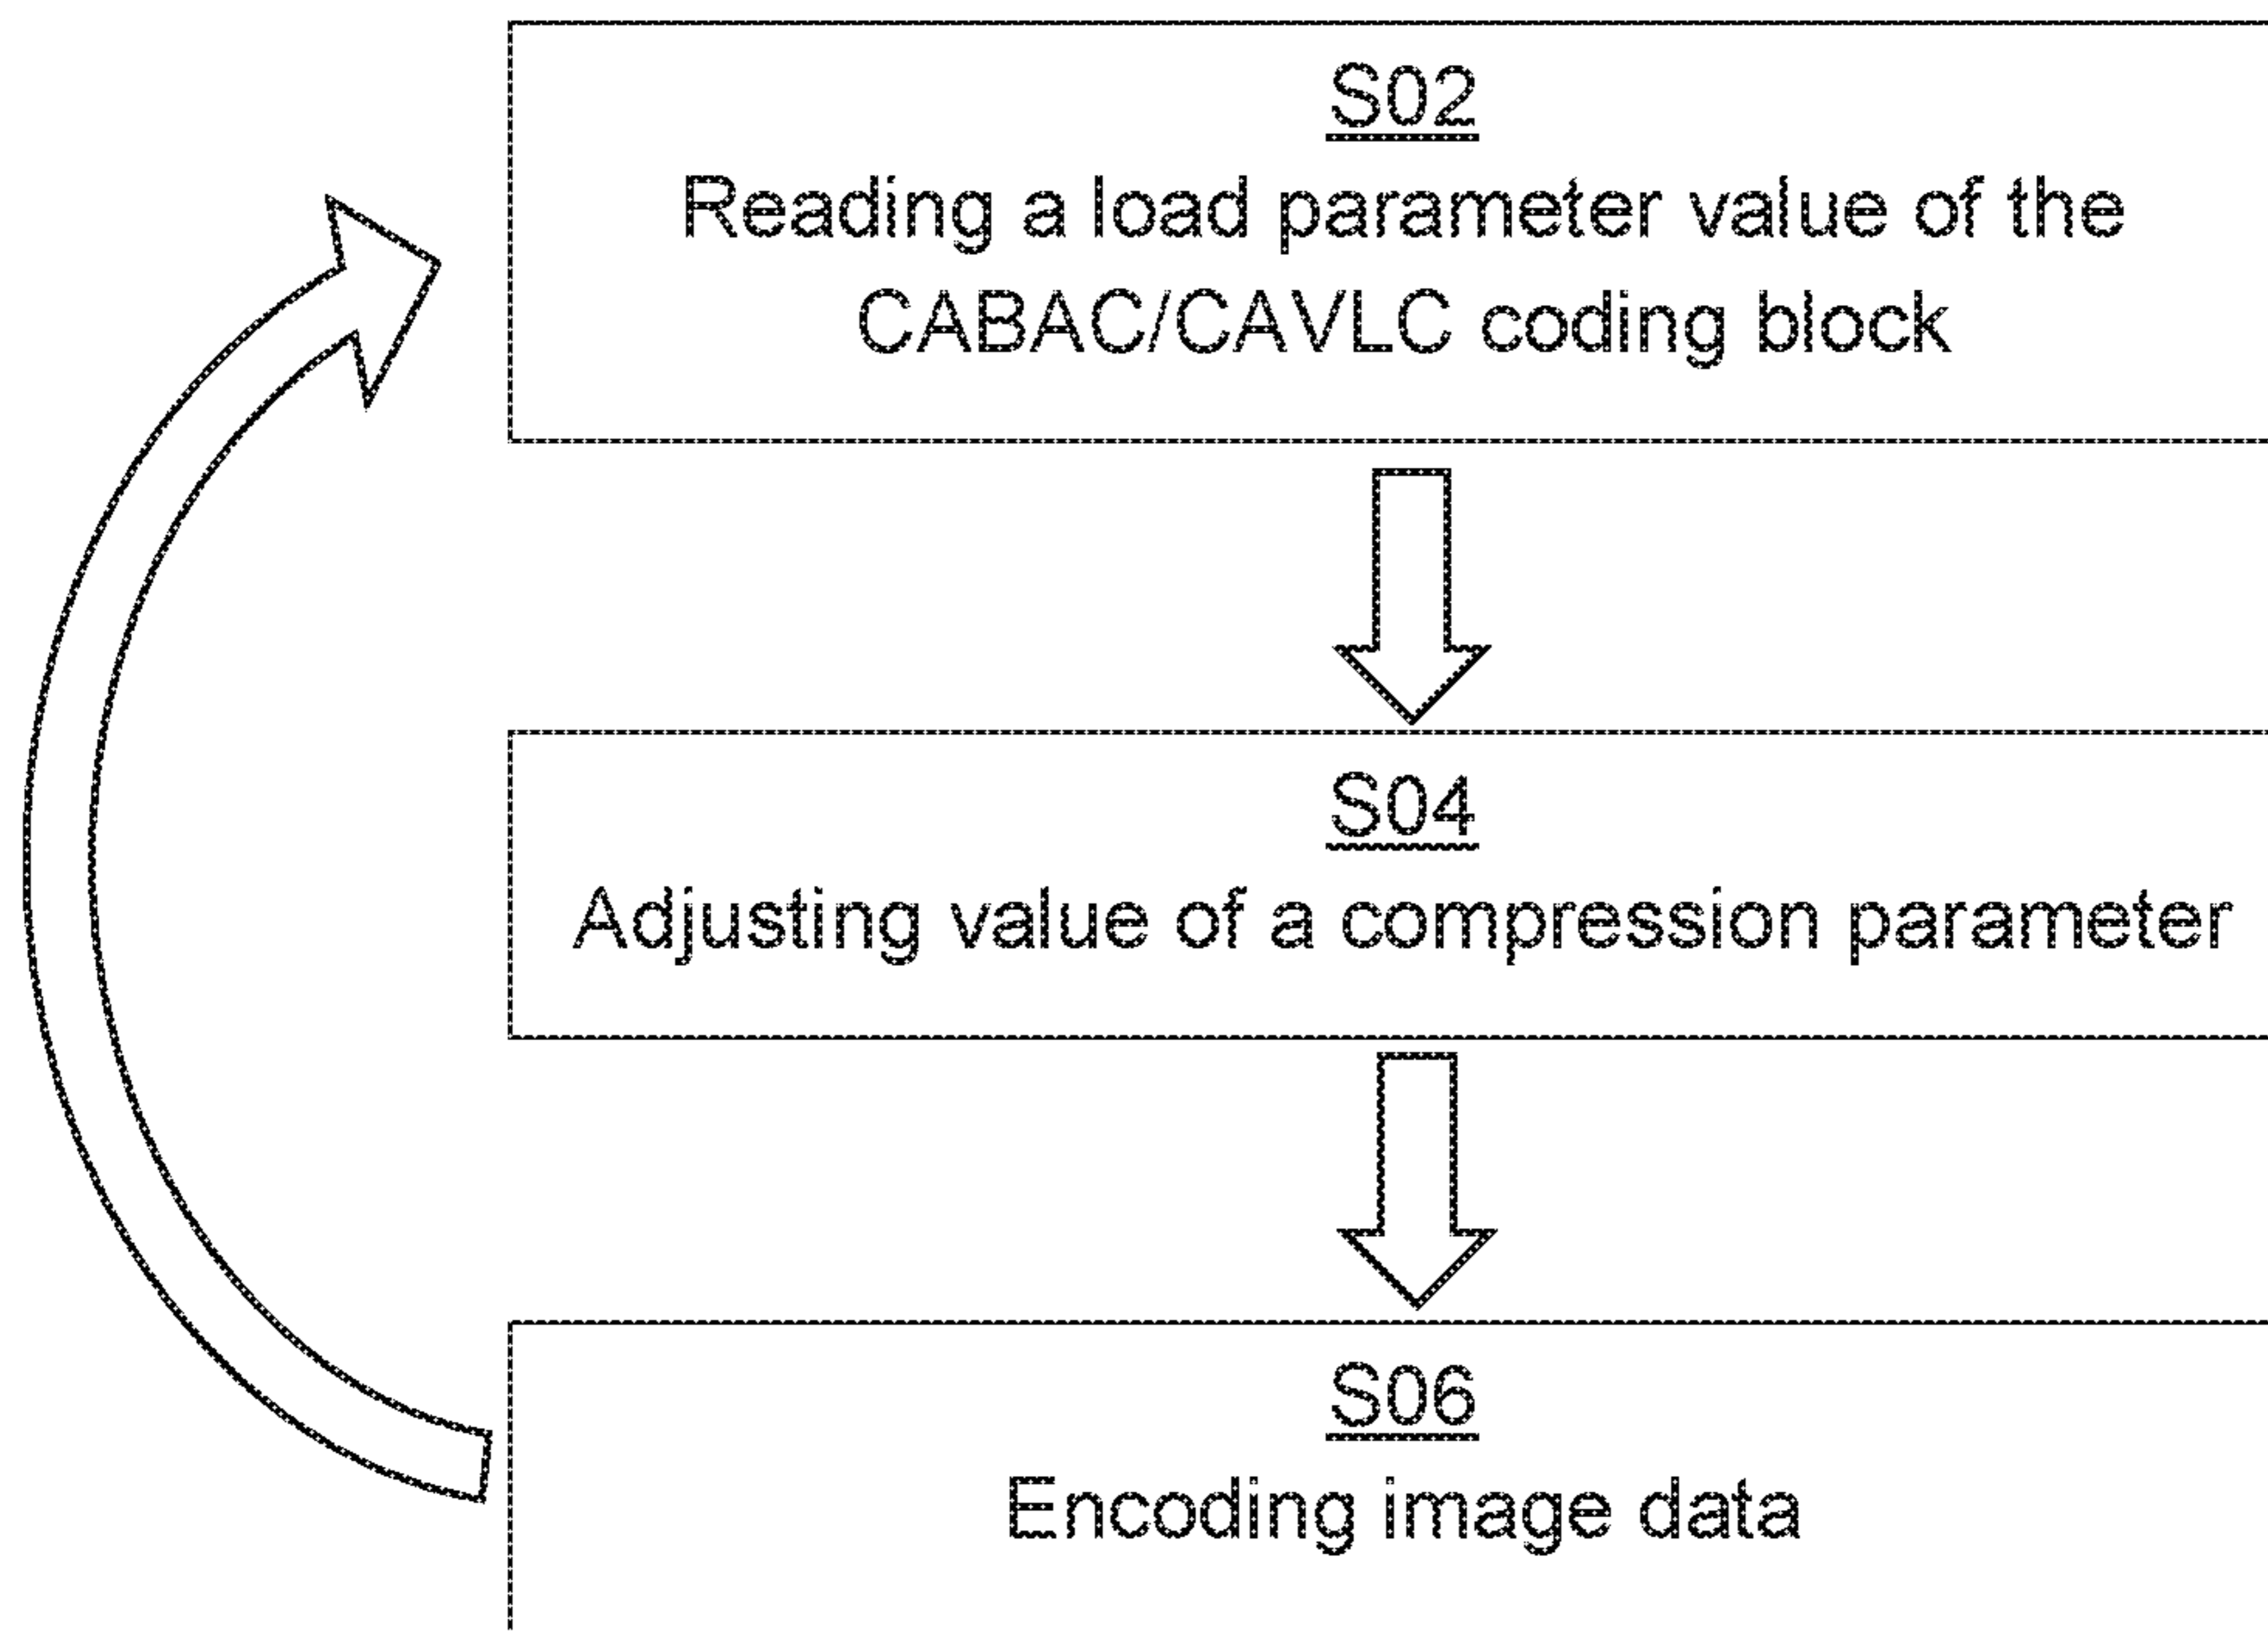 S02
Reading a load parameter value of the
CABAC/CAVLC coding block
S04
Adjusting value of a compression parameter
S06
Encoding image data